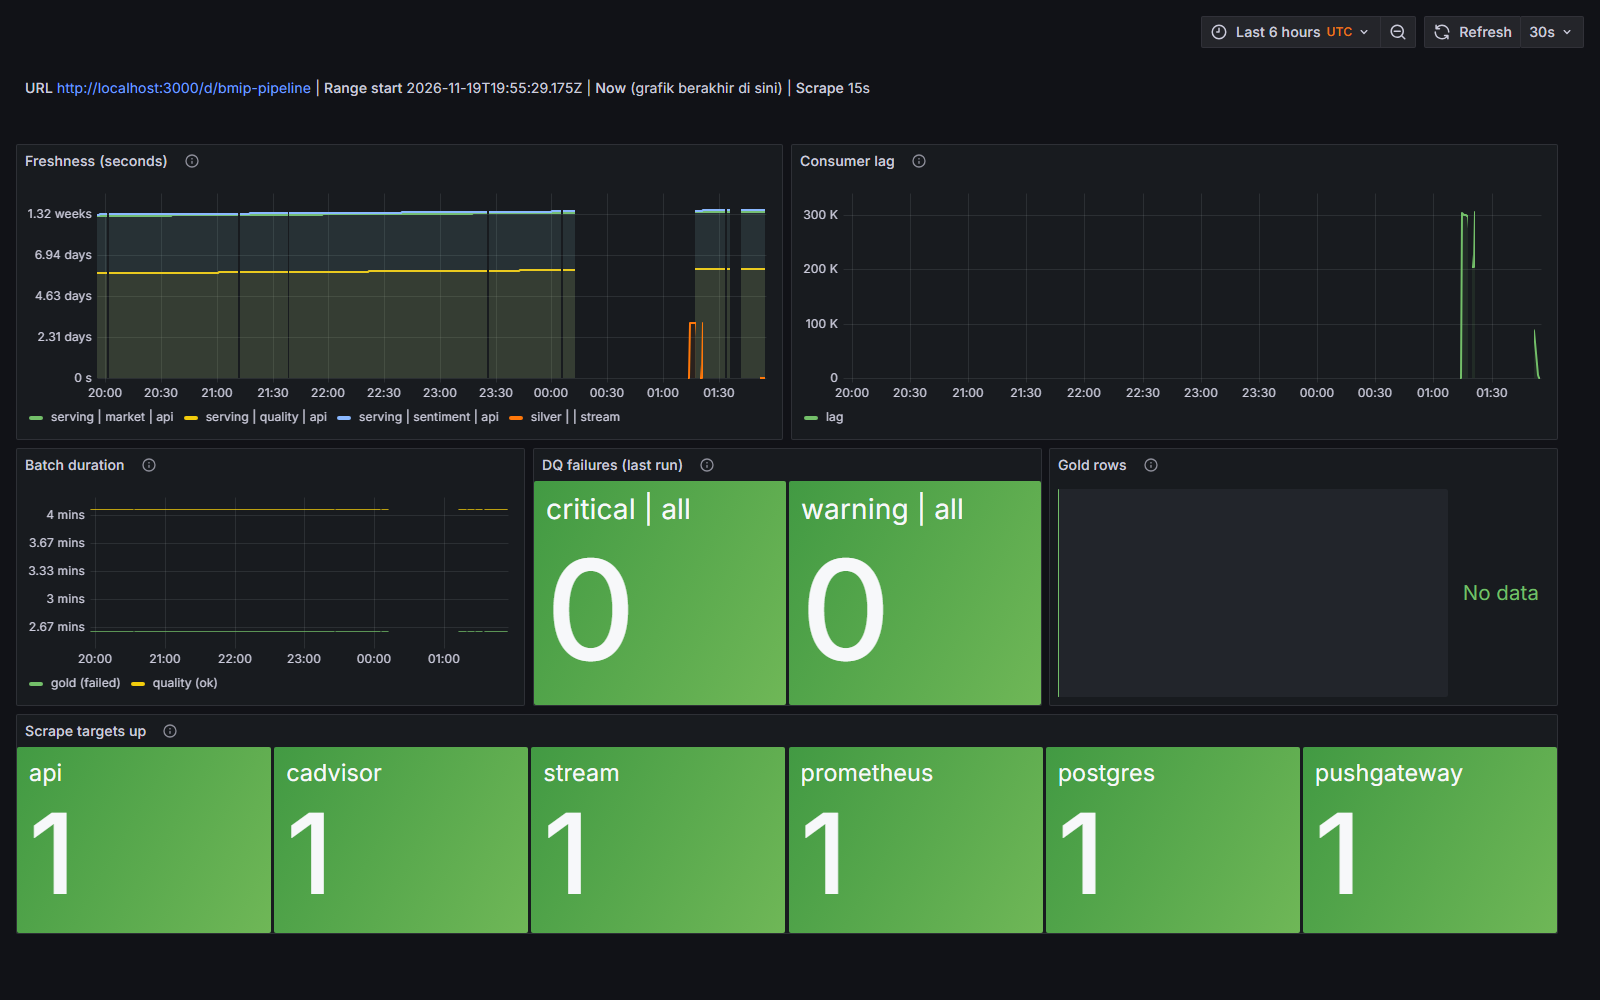 Last 6 hours UTC
Refresh 30s
URL http://localhost:3000/d/bmip-pipeline | Range start 2026-11-19T19:55:29.175Z | Now (grafik berakhir di sini) | Scrape 15s
Freshness (seconds)
1.32 weeks
6.94 days
4.63 days
2.31 days
0 s
20:00 20:30 21:00 21:30 22:00 22:30 23:00 23:30 00:00 00:30 01:00 01:30
serving | market | api serving | quality | api serving | sentiment | api silver | | stream
Consumer lag
300 K
200 K
100 K
0
20:00 20:30 21:00 21:30 22:00 22:30 23:00 23:30 00:00 00:30 01:00 01:30
lag
Batch duration
4 mins
3.67 mins
3.33 mins
3 mins
2.67 mins
20:00 21:00 22:00 23:00 00:00 01:00
gold (failed) quality (ok)
DQ failures (last run)
critical | all
0
warning | all
0
Gold rows
No data
Scrape targets up
api
1
cadvisor
1
stream
1
prometheus
1
postgres
1
pushgateway
1